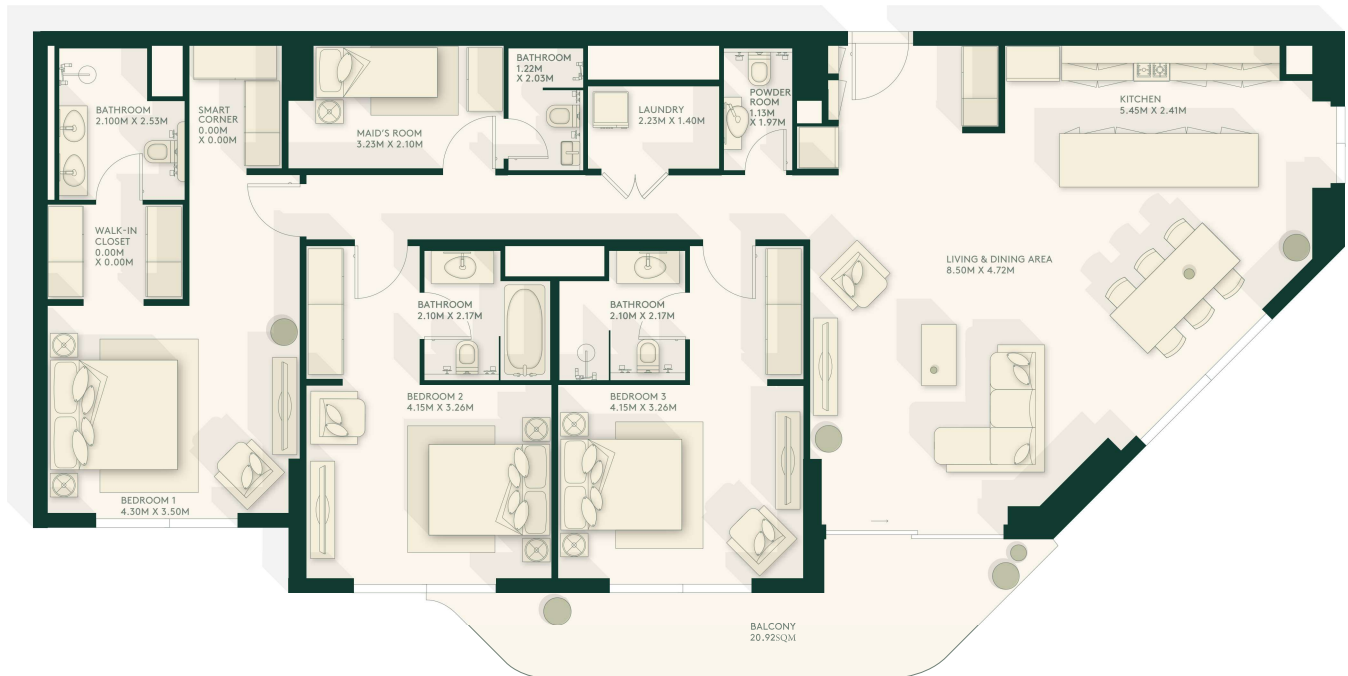 BATHROOM
2.100M X 2.53M
SMART
CORNER
0.00M
X 0.00M
MAID'S ROOM
3.23M X 2.10M
BATHROOM
1.22M
X 2.03M
LAUNDRY
2.23M X 1.40M
POWDER
ROOM
1.13M
X 1.97M
KITCHEN
5.45M X 2.41M
WALK-IN
CLOSET
0.00M
X 0.00M
BATHROOM
2.10M X 2.17M
BATHROOM
2.10M X 2.17M
LIVING & DINING AREA
8.50M X 4.72M
BEDROOM 1
4.30M X 3.50M
BEDROOM 2
4.15M X 3.26M
BEDROOM 3
4.15M X 3.26M
BALCONY
20.92SQM